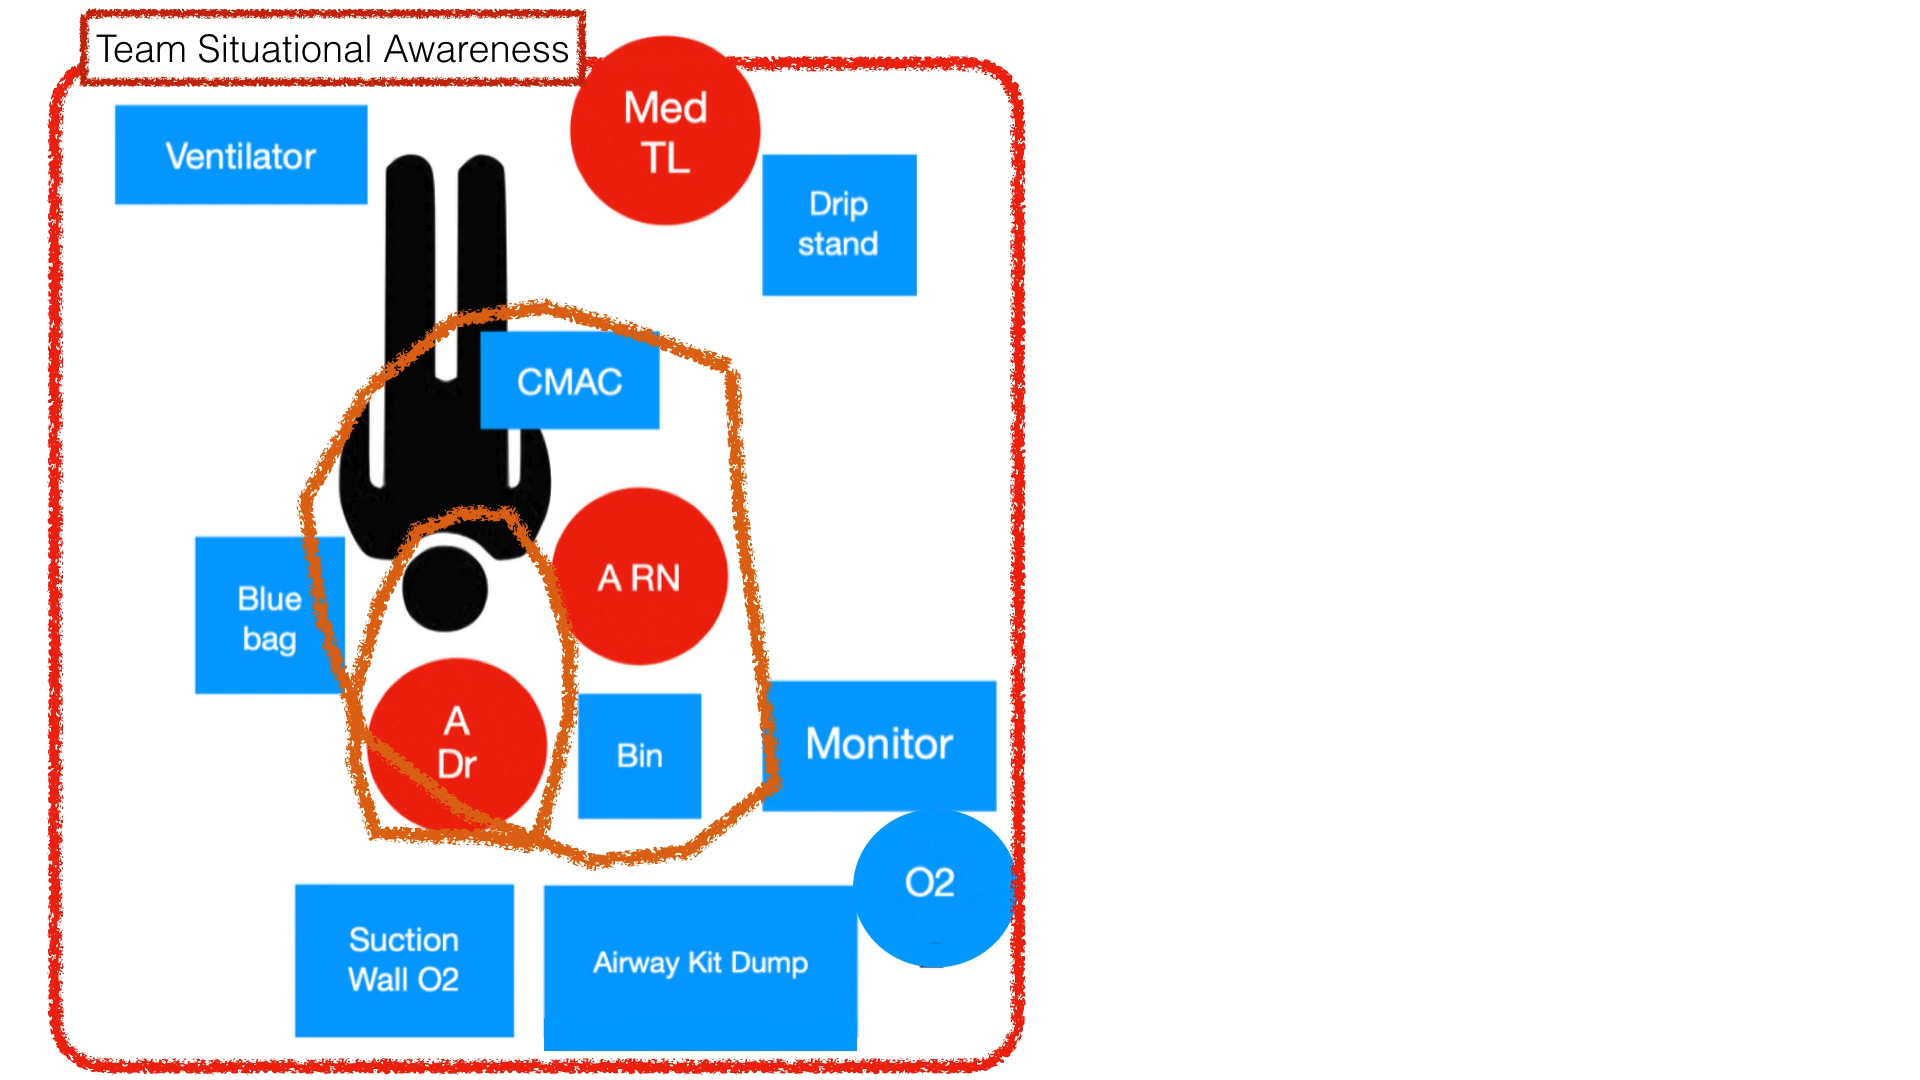 Team Situational Awareness
Med
TL
Ventilator
Drip
stand
CMAC
A RN
Blue
bag
A
Dr
Bin
Monitor
O2
Suction
Wall O2
Airway Kit Dump